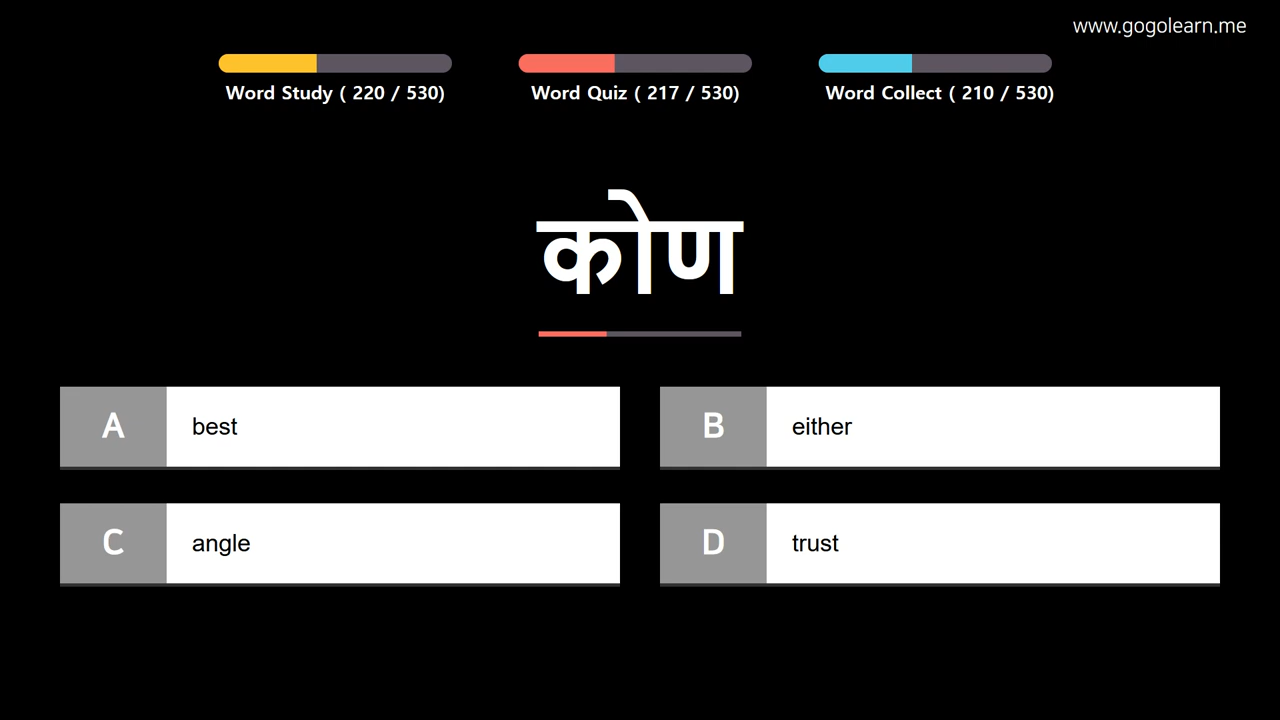 www.gogolearn.me
Word Study ( 220 / 530)
Word Quiz ( 217 / 530)
Word Collect ( 210 / 530)
कोण
A best
B either
C angle
D trust